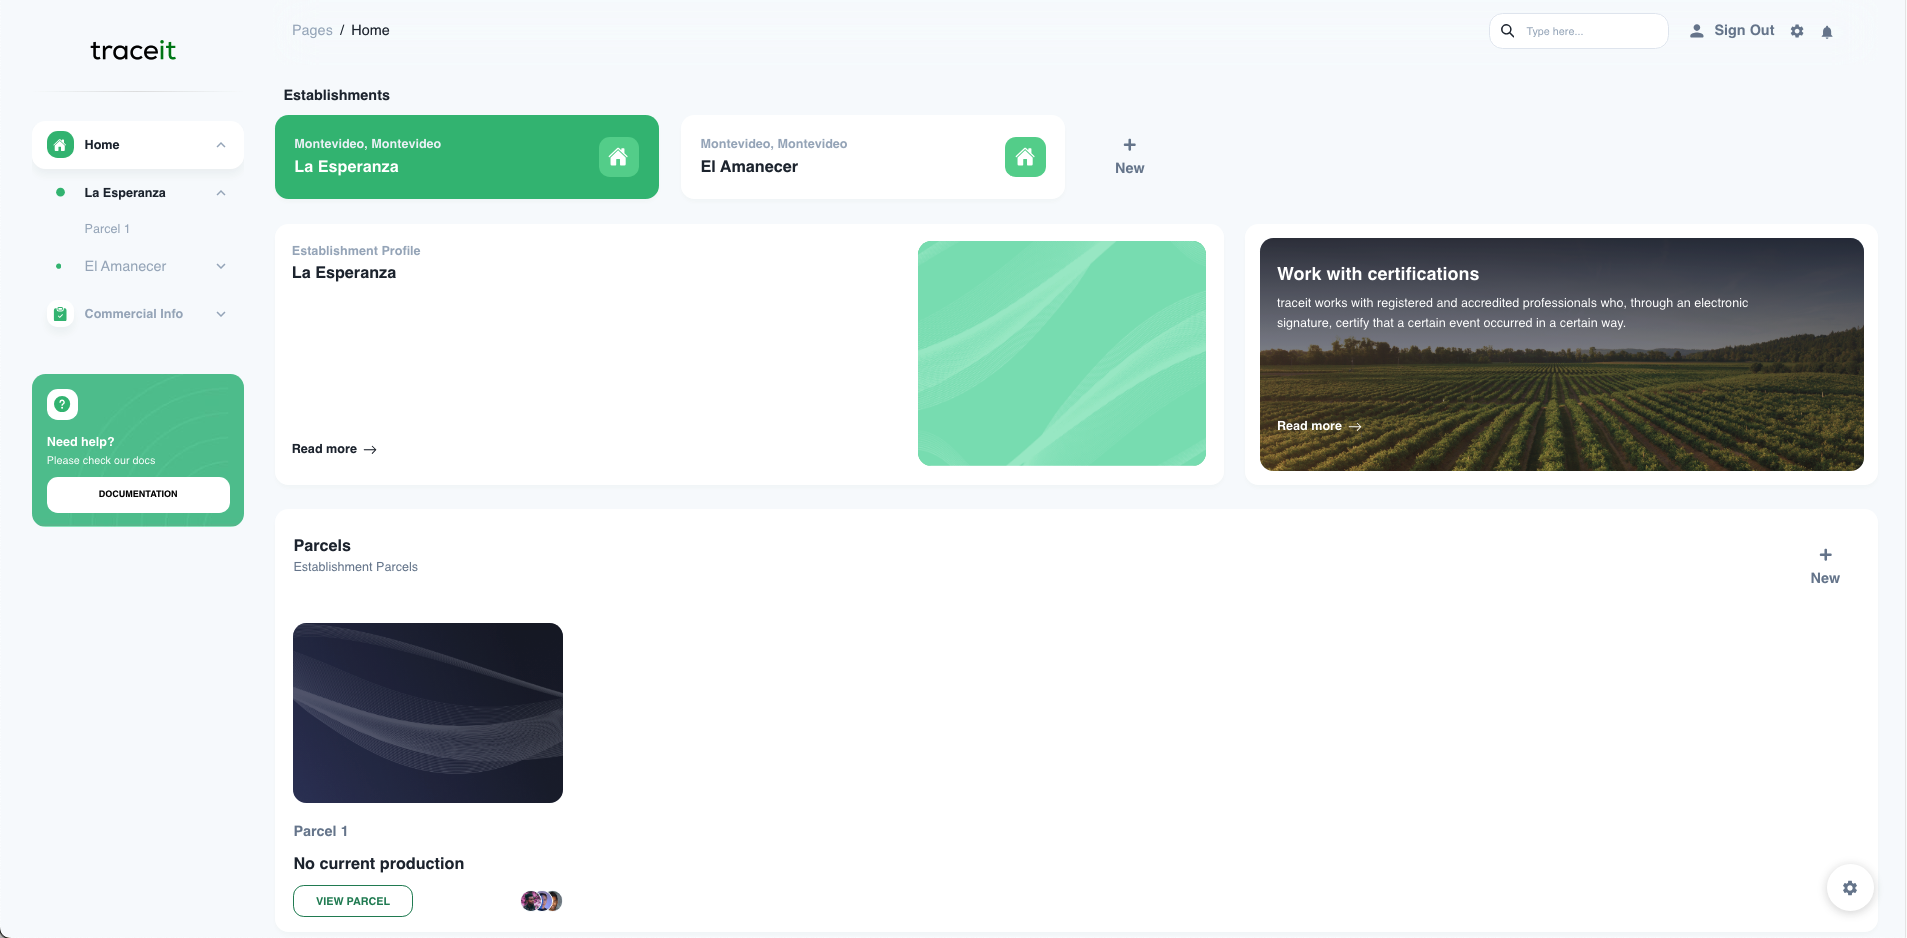 traceit
Home
La Esperanza
Parcel 1
El Amanecer
Commercial Info
?
Need help?
Please check our docs
DOCUMENTATION
Pages / Home
Type here...
Sign Out
Establishments
Montevideo, Montevideo
La Esperanza
Montevideo, Montevideo
El Amanecer
+
New
Establishment Profile
La Esperanza
Read more →
Work with certifications
traceit works with registered and accredited professionals who, through an electronic
signature, certify that a certain event occurred in a certain way.
Read more →
Parcels
Establishment Parcels
+
New
Parcel 1
No current production
VIEW PARCEL